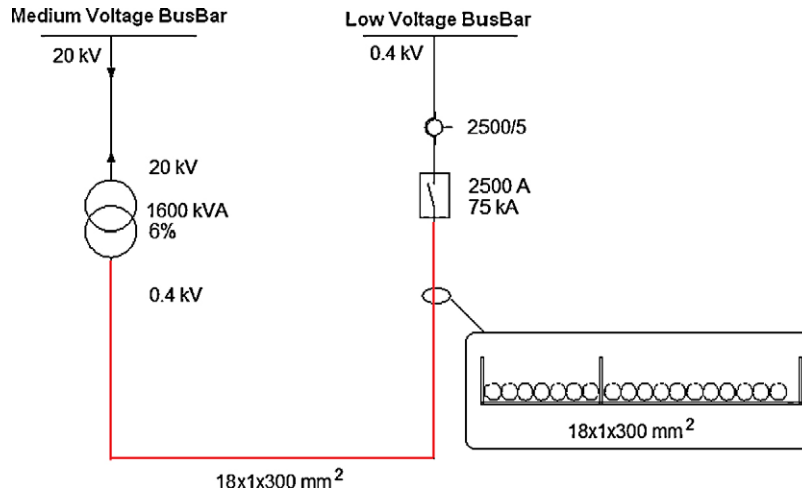 Medium Voltage BusBar
20 kV
20 kV
1600 kVA
6%
0.4 kV
18x1x300 mm²
Low Voltage BusBar
0.4 kV
2500/5
2500 A
75 kA
18x1x300 mm²